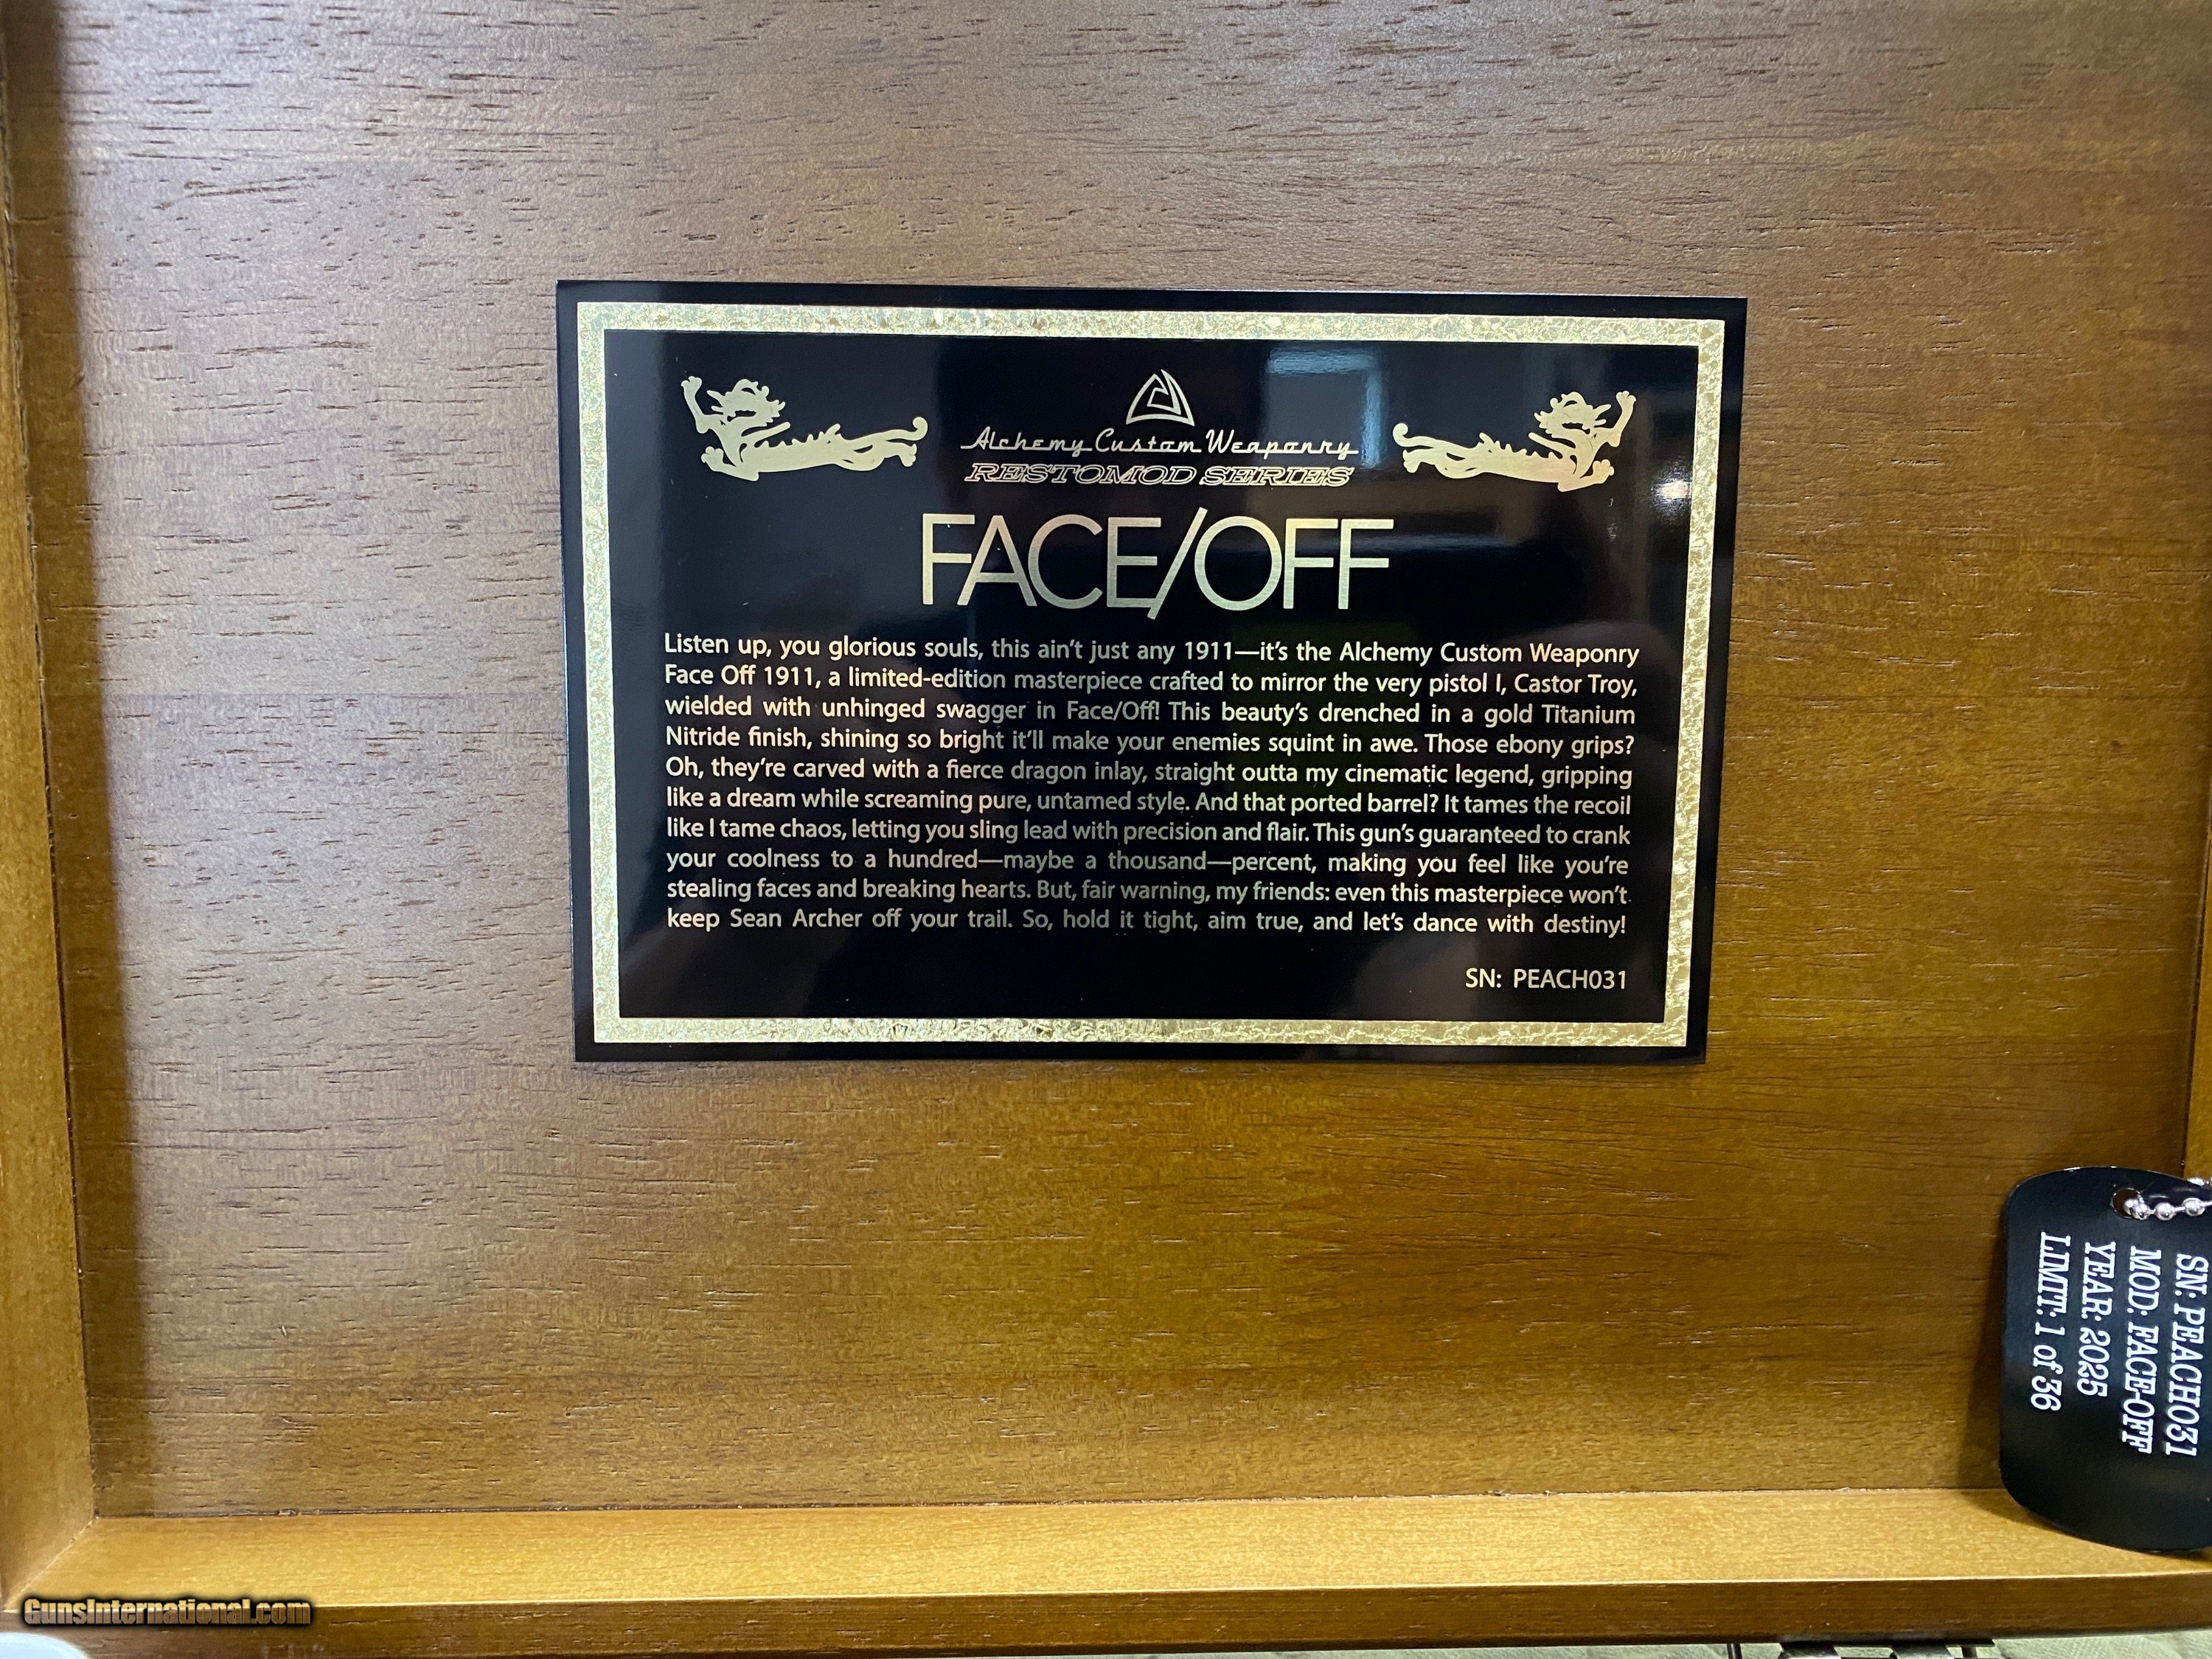 Alchemy Custom Weaponry
RESTOMOD SERIES
FACE/OFF
Listen up, you glorious souls, this ain't just any 1911—it's the Alchemy Custom Weaponry
Face Off 1911, a limited-edition masterpiece crafted to mirror the very pistol I, Castor Troy,
wielded with unhinged swagger in Face/Off! This beauty's drenched in a gold Titanium
Nitride finish, shining so bright it'll make your enemies squint in awe. Those ebony grips?
Oh, they're carved with a fierce dragon inlay, straight outta my cinematic legend, gripping
like a dream while screaming pure, untamed style. And that ported barrel? It tames the recoil
like I tame chaos, letting you sling lead with precision and flair. This gun's guaranteed to crank
your coolness to a hundred—maybe a thousand—percent, making you feel like you're
stealing faces and breaking hearts. But, fair warning, my friends: even this masterpiece won't
keep Sean Archer off your trail. So, hold it tight, aim true, and let's dance with destiny!
SN: PEACH031
SN: PEACH031
MOD: FACE-OFF
YEAR: 2025
LIMIT: 1 of 36
GunsInternational.com